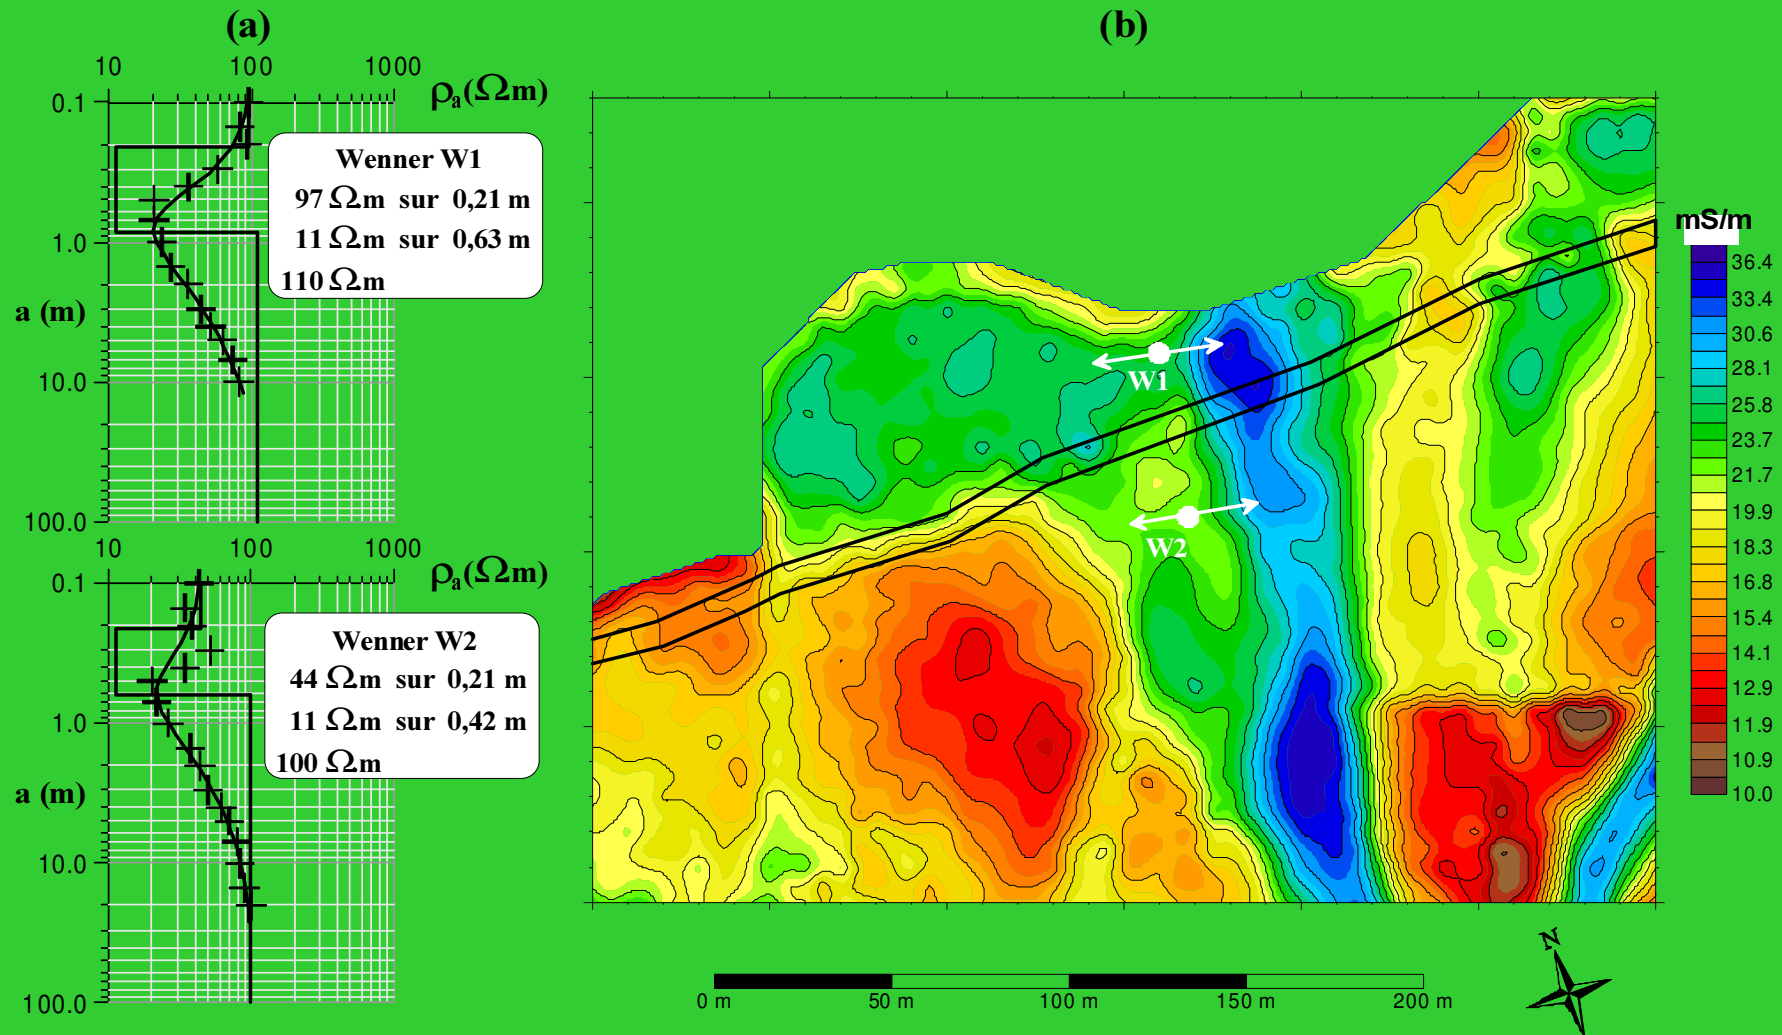 (a)
10 100 1000
ρa(Ωm)
0.1
1.0
a (m)
10.0
100.0
Wenner W1
97 Ωm sur 0,21 m
11 Ωm sur 0,63 m
110 Ωm
10 100 1000
ρa(Ωm)
0.1
1.0
a (m)
10.0
100.0
Wenner W2
44 Ωm sur 0,21 m
11 Ωm sur 0,42 m
100 Ωm
(b)
W1
W2
mS/m
36.4
33.4
30.6
28.1
25.8
23.7
21.7
19.9
18.3
16.8
15.4
14.1
12.9
11.9
10.9
10.0
0 m 50 m 100 m 150 m 200 m
N